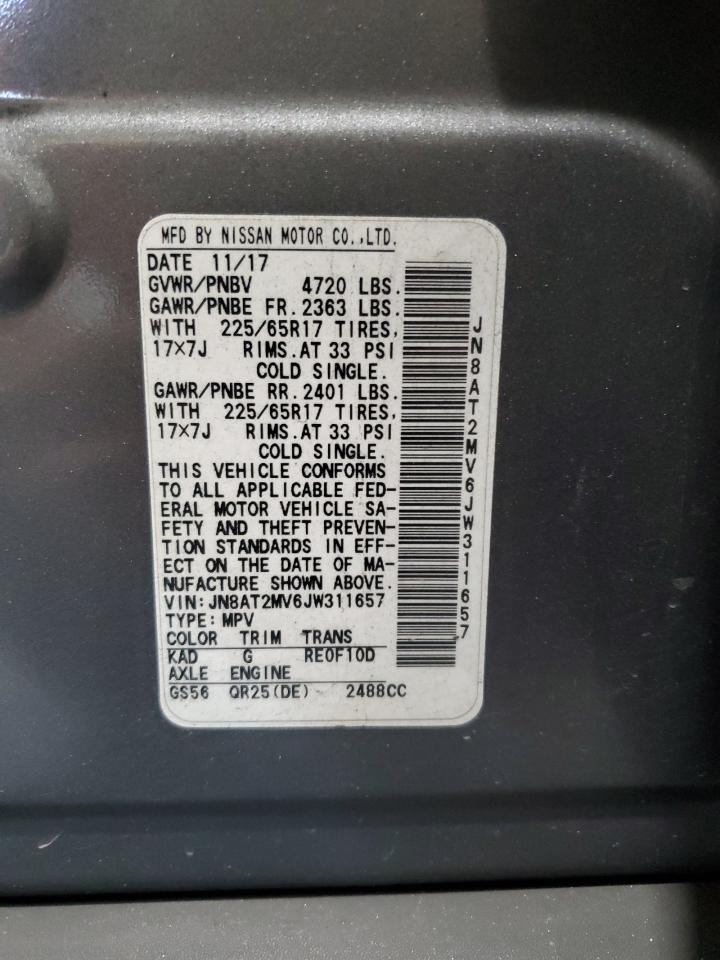 MFD BY NISSAN MOTOR CO.,LTD.
DATE 11/17
GVWR/PNBV 4720 LBS.
GAWR/PNBE FR.2363 LBS.
WITH 225/65R17 TIRES,
17×7J RIMS.AT 33 PSI
COLD SINGLE.
GAWR/PNBE RR.2401 LBS.
WITH 225/65R17 TIRES,
17×7J RIMS.AT 33 PSI
COLD SINGLE.
THIS VEHICLE CONFORMS
TO ALL APPLICABLE FED-
ERAL MOTOR VEHICLE SA-
FETY AND THEFT PREVEN-
TION STANDARDS IN EFF-
ECT ON THE DATE OF MA-
NUFACTURE SHOWN ABOVE.
VIN:JN8AT2MV6JW311657
TYPE:MPV
COLOR TRIM TRANS
KAD G RE0F10D
AXLE ENGINE
GS56 QR25(DE) 2488CC
JN8AT2MV6JW311657